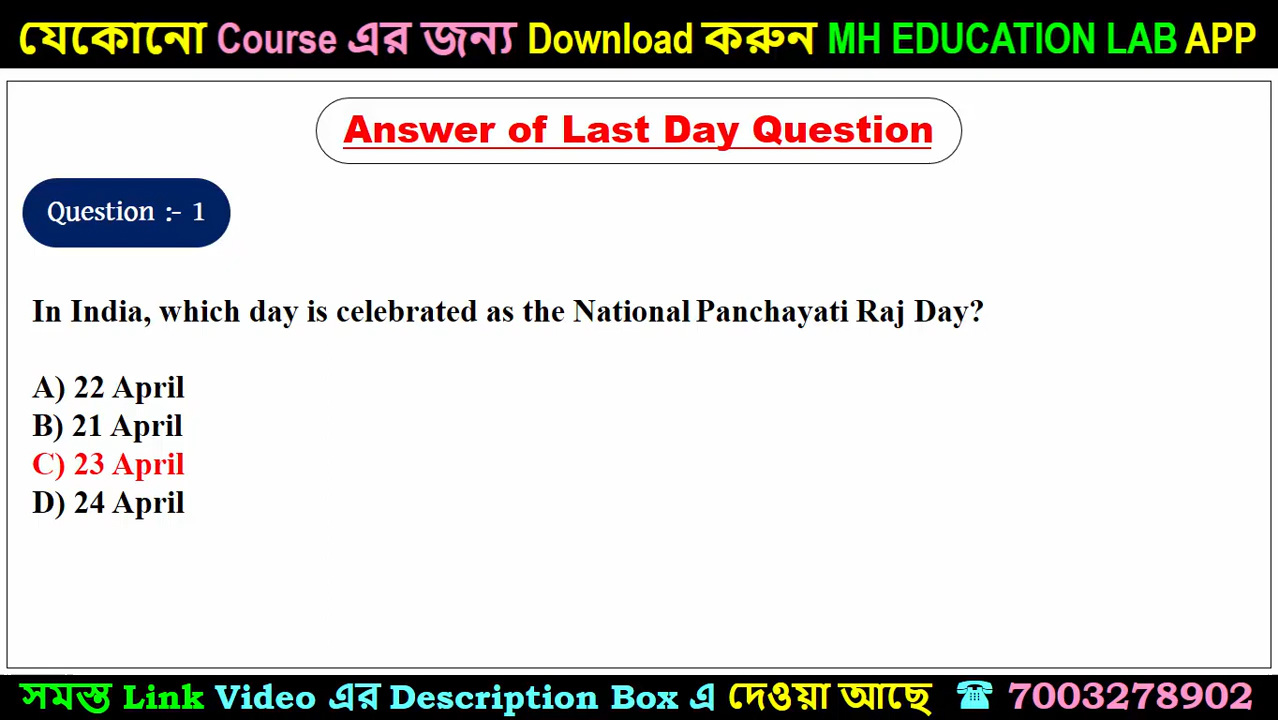 যেকোনো Course এর জন্য Download করুন MH EDUCATION LAB APP
Answer of Last Day Question
Question :- 1
In India, which day is celebrated as the National Panchayati Raj Day?
A) 22 April
B) 21 April
C) 23 April
D) 24 April
সমস্ত Link Video এর Description Box এ দেওয়া আছে ☎ 7003278902